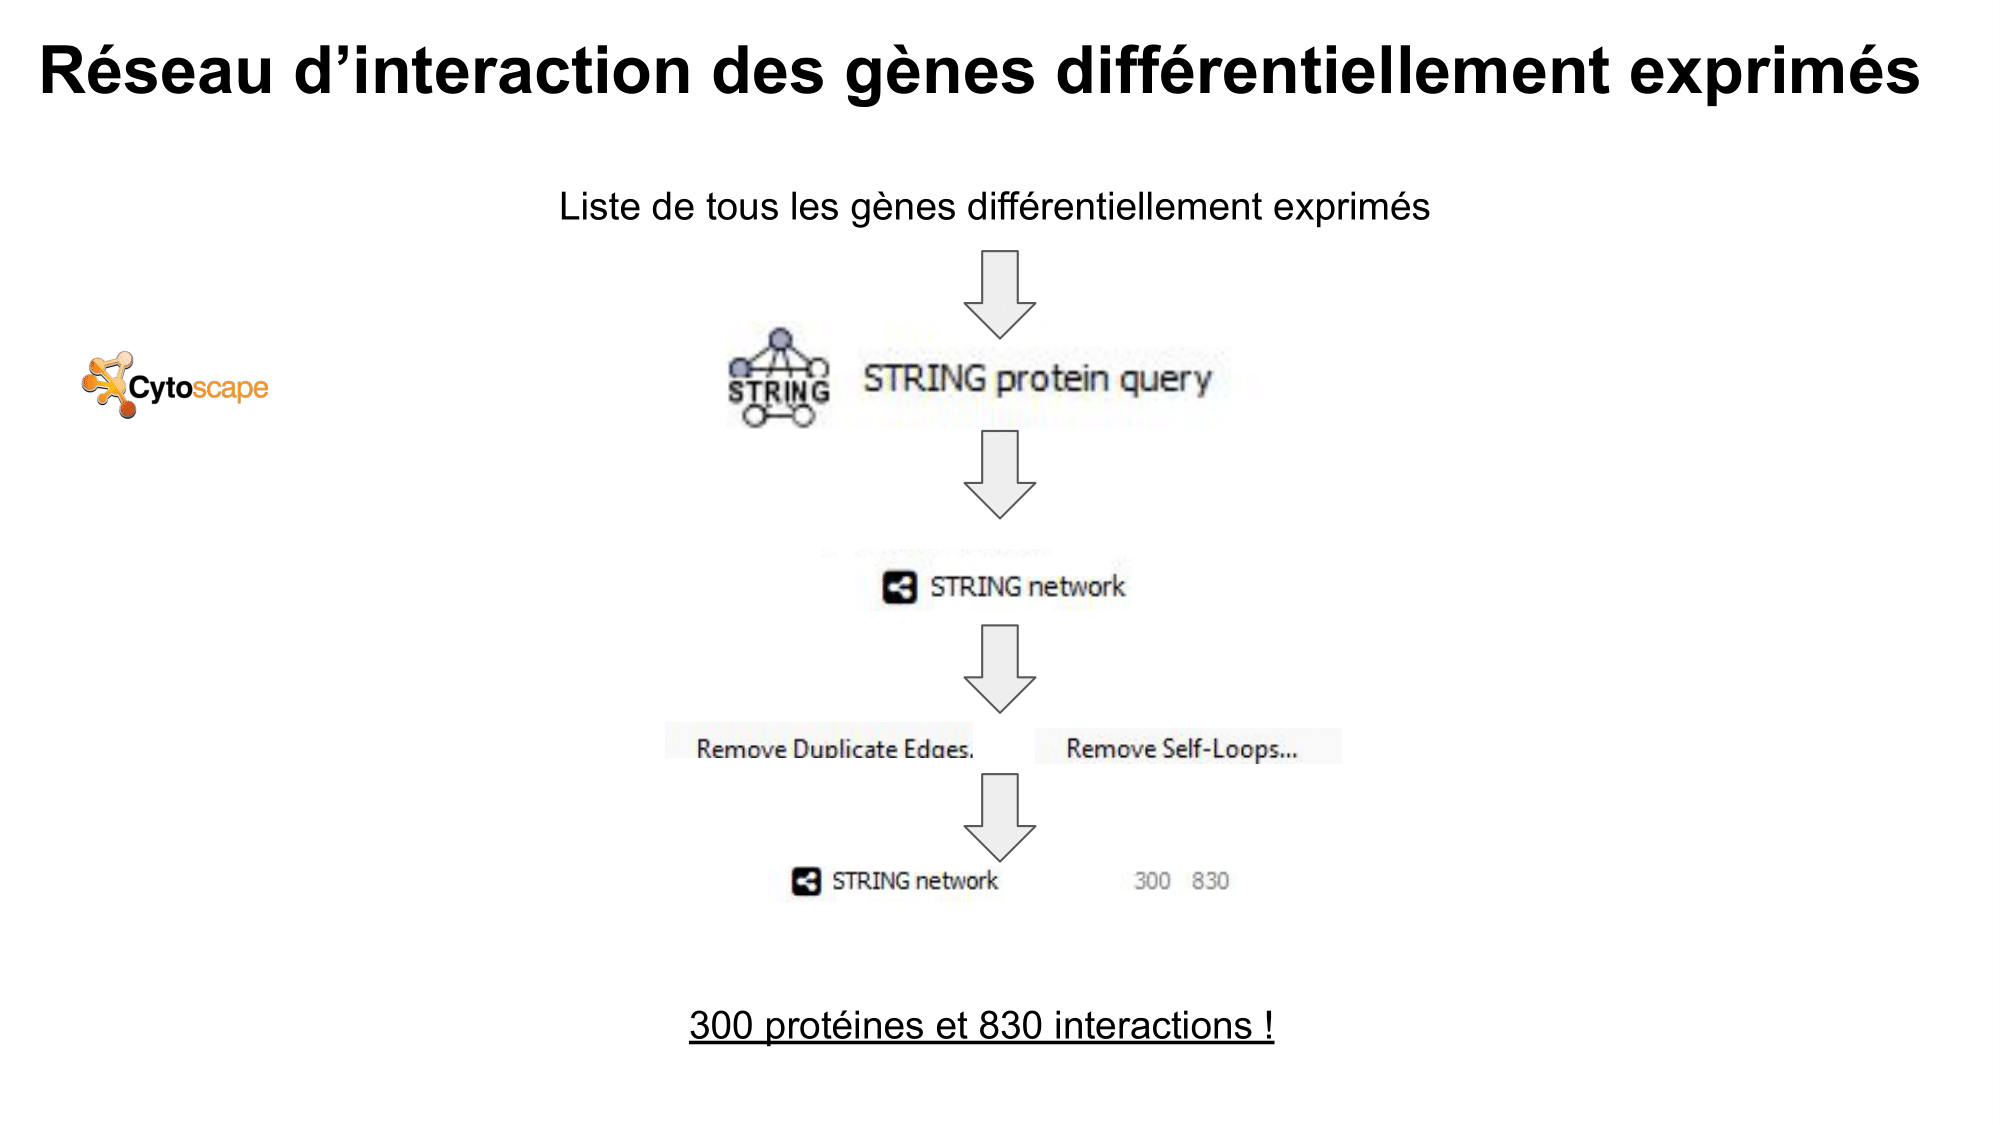 Réseau d’interaction des gènes différentiellement exprimés
Liste de tous les gènes différentiellement exprimés
Cytoscape
STRING
STRING protein query
STRING network
Remove Duplicate Edges.
Remove Self-Loops...
STRING network 300 830
300 protéines et 830 interactions !